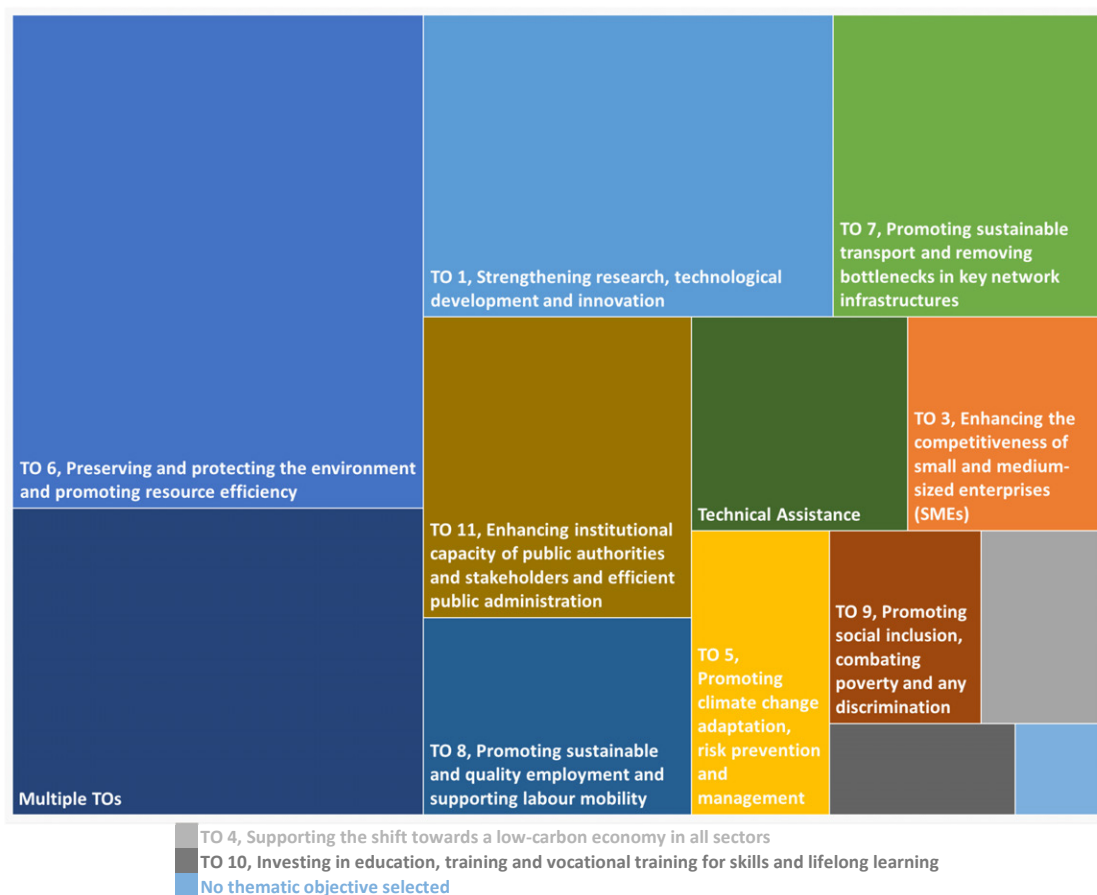 TO 6, Preserving and protecting the environment
and promoting resource efficiency
Multiple TOs
TO 1, Strengthening research, technological
development and innovation
TO 7, Promoting sustainable
transport and removing
bottlenecks in key network
infrastructures
TO 11, Enhancing institutional
capacity of public authorities
and stakeholders and efficient
public administration
Technical Assistance
TO 3, Enhancing the
competitiveness of
small and medium-
sized enterprises
(SMEs)
TO 8, Promoting sustainable
and quality employment and
supporting labour mobility
TO 5,
Promoting
climate change
adaptation,
risk prevention
and
management
TO 9, Promoting
social inclusion,
combating
poverty and any
discrimination
TO 4, Supporting the shift towards a low-carbon economy in all sectors
TO 10, Investing in education, training and vocational training for skills and lifelong learning
No thematic objective selected